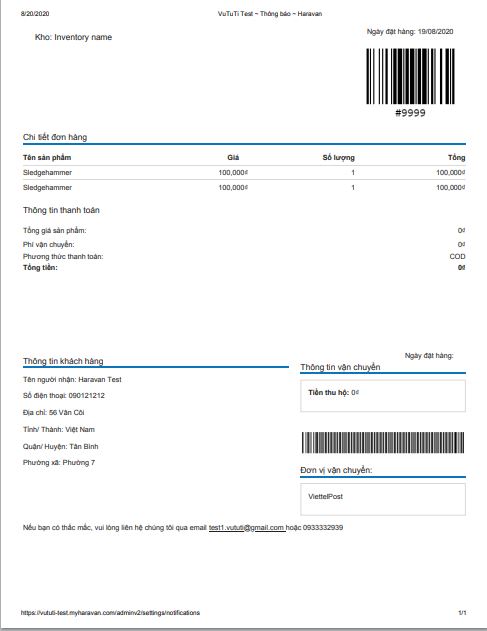 8/20/2020 VuTuTi Test ~ Thông báo ~ Haravan
Kho: Inventory name
Ngày đặt hàng: 19/08/2020
#9999
Chi tiết đơn hàng
Tên sản phẩm Giá Số lượng Tổng
Sledgehammer 100,000₫ 1 100,000₫
Sledgehammer 100,000₫ 1 100,000₫
Thông tin thanh toán
Tổng giá sản phẩm: 0₫
Phí vận chuyển: 0₫
Phương thức thanh toán: COD
Tổng tiền: 0₫
Ngày đặt hàng:
Thông tin khách hàng
Thông tin vận chuyển
Tên người nhận: Haravan Test
Tiền thu hộ: 0₫
Số điện thoại: 090121212
Địa chỉ: 56 Vân Côi
Tỉnh/ Thành: Việt Nam
Quận/ Huyện: Tân Bình
Phường xã: Phường 7
Đơn vị vận chuyển:
ViettelPost
Nếu bạn có thắc mắc, vui lòng liên hệ chúng tôi qua email test1.vututi@gmail.com hoặc 0933332939
https://vututi-test.myharavan.com/adminv2/settings/notifications 1/1